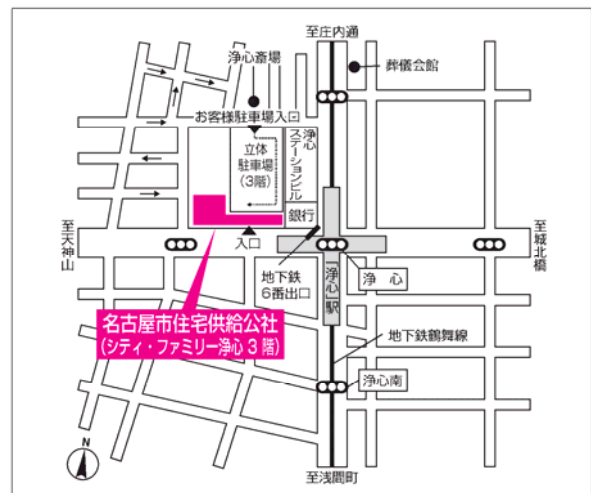 至庄内通
浄心斎場
葬儀会館
お客様駐車場入口
立体
駐車場
(3階)
浄心
ステーションビル
銀行
至天神山
入口
至城北橋
地下鉄
6番出口
「浄心」駅
浄心
名古屋市住宅供給公社
(シティ・ファミリー浄心 3 階)
地下鉄鶴舞線
浄心南
N
至浅間町